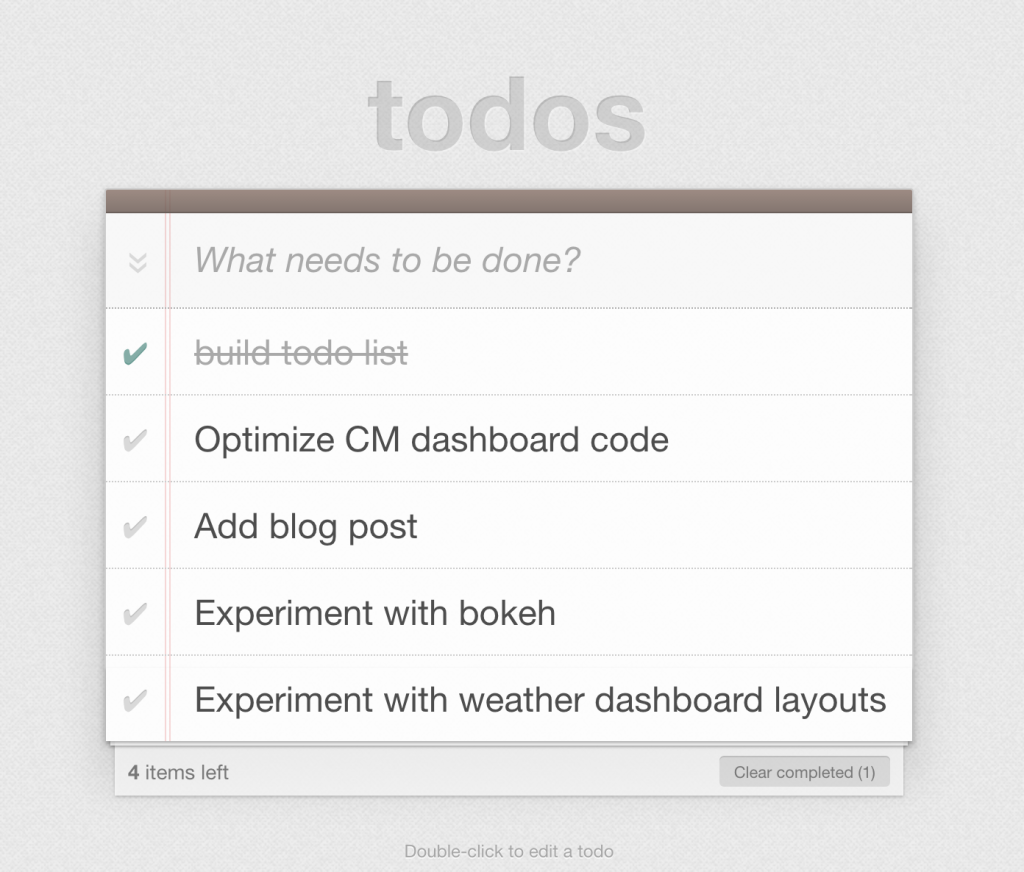 todos
What needs to be done?
build todo list
Optimize CM dashboard code
Add blog post
Experiment with bokeh
Experiment with weather dashboard layouts
4 items left
Clear completed (1)
Double-click to edit a todo